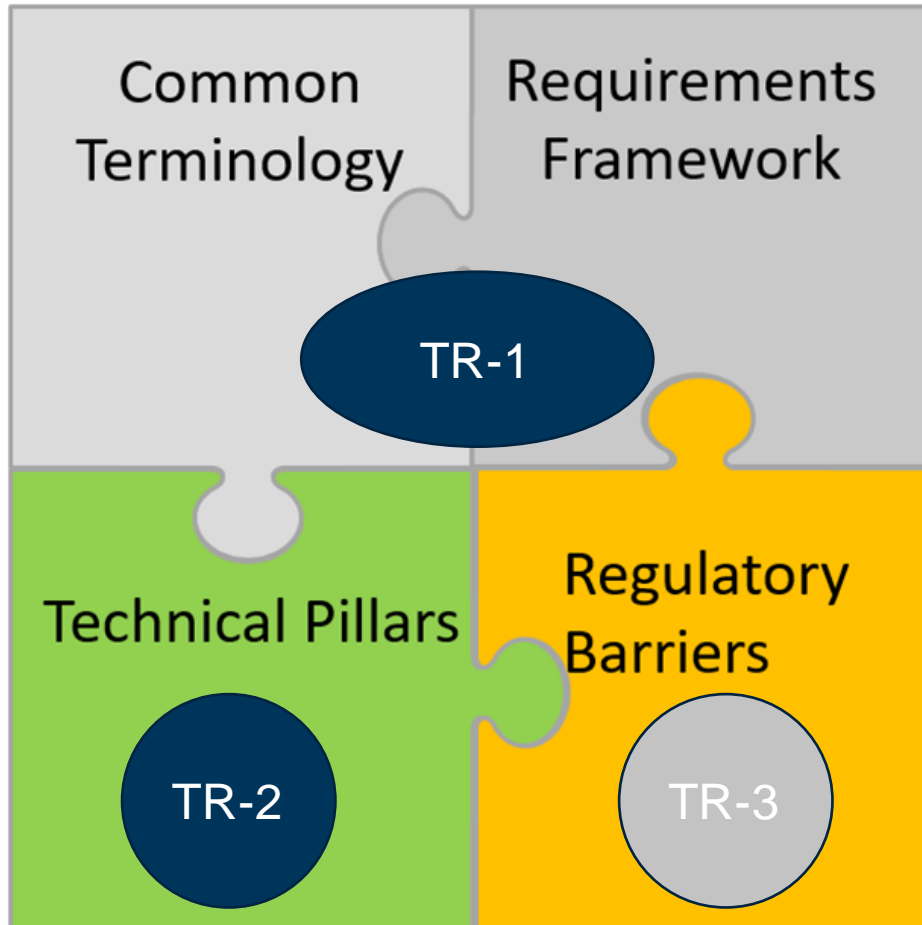 Common
Terminology
Requirements
Framework
TR-1
Technical Pillars
Regulatory
Barriers
TR-2
TR-3